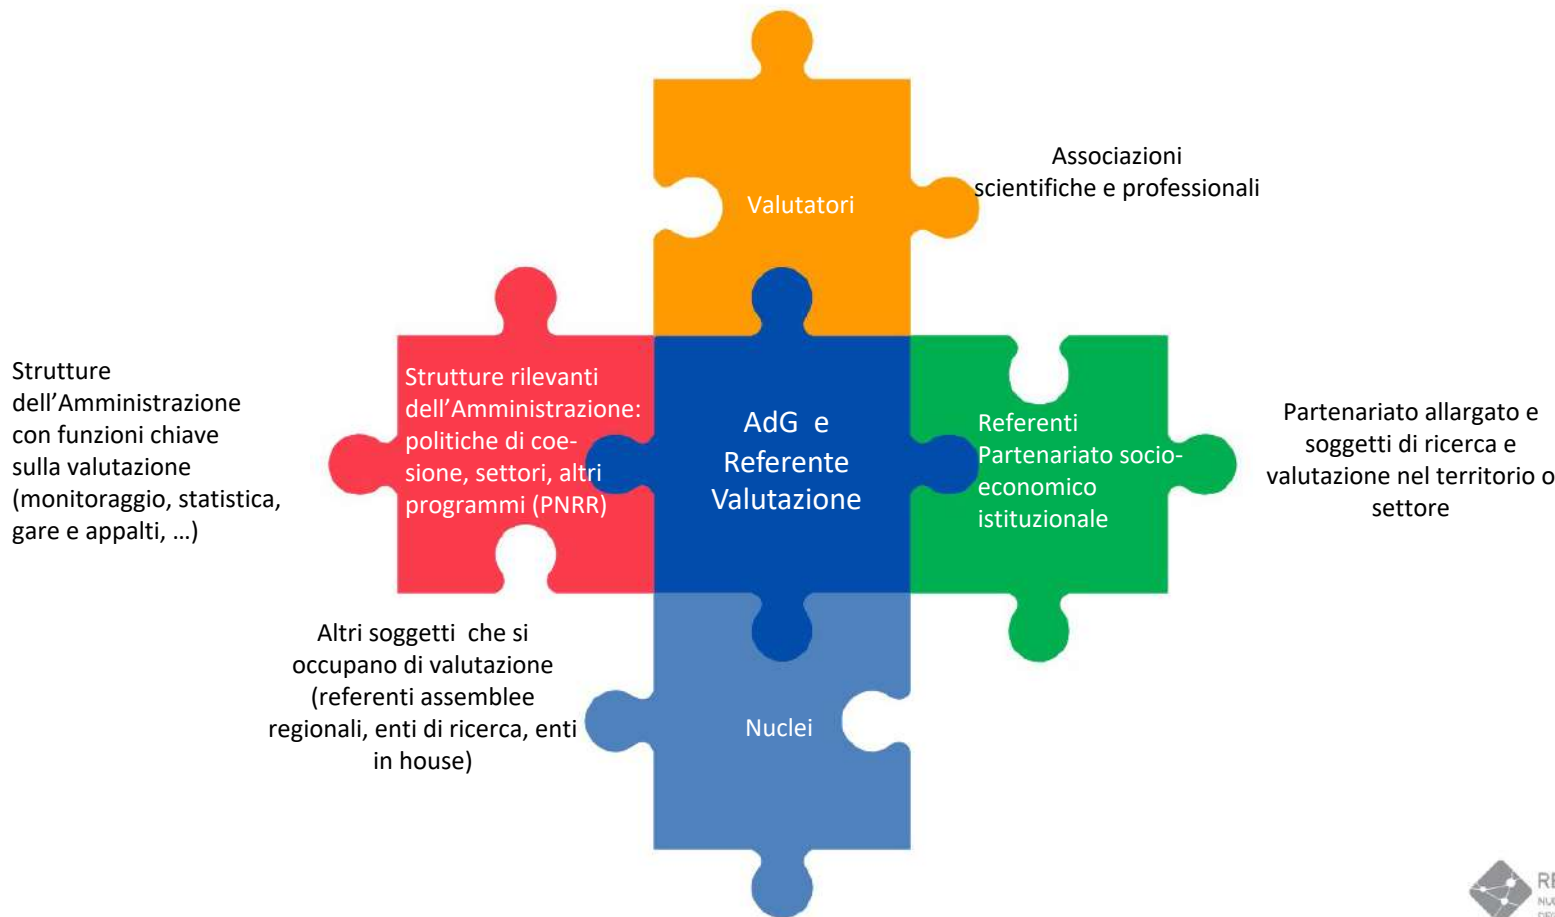 Associazioni
scientifiche e professionali
Valutatori
Strutture
dell’Amministrazione
con funzioni chiave
sulla valutazione
(monitoraggio, statistica,
gare e appalti, …)
Strutture rilevanti
dell’Amministrazione:
politiche di coe-
sione, settori, altri
programmi (PNRR)
AdG e
Referente
Valutazione
Referenti
Partenariato socio-
economico
istituzionale
Partenariato allargato e
soggetti di ricerca e
valutazione nel territorio o
settore
Altri soggetti che si
occupano di valutazione
(referenti assemblee
regionali, enti di ricerca, enti
in house)
Nuclei